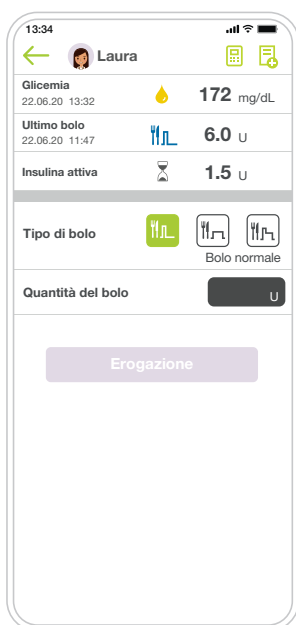 13:34
Laura
Glicemia
22.06.20 13:32
172 mg/dL
Ultimo bolo
22.06.20 11:47
6.0 U
Insulina attiva
1.5 U
Tipo di bolo
Bolo normale
Quantità del bolo
U
Erogazione